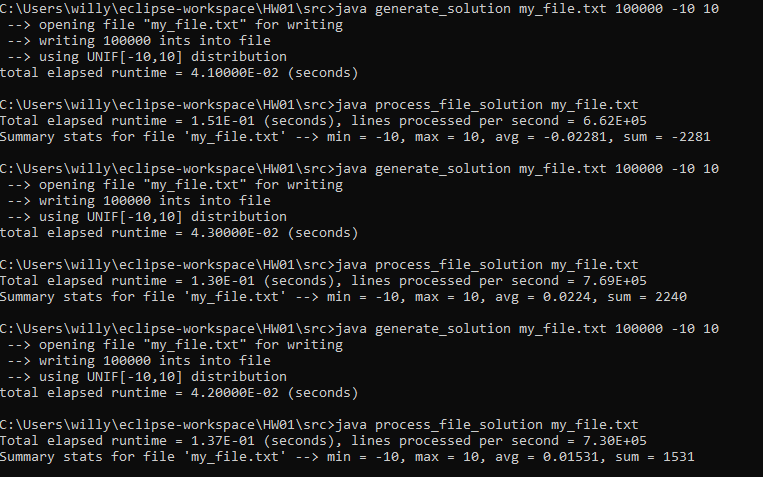 C:\Users\willy\eclipse-workspace\HW01\src>java generate_solution my_file.txt 100000 -10 10
--> opening file "my_file.txt" for writing
--> writing 100000 ints into file
--> using UNIF[-10,10] distribution
total elapsed runtime = 4.10000E-02 (seconds)
C:\Users\willy\eclipse-workspace\HW01\src>java process_file_solution my_file.txt
Total elapsed runtime = 1.51E-01 (seconds), lines processed per second = 6.62E+05
Summary stats for file 'my_file.txt' --> min = -10, max = 10, avg = -0.02281, sum = -2281
C:\Users\willy\eclipse-workspace\HW01\src>java generate_solution my_file.txt 100000 -10 10
--> opening file "my_file.txt" for writing
--> writing 100000 ints into file
--> using UNIF[-10,10] distribution
total elapsed runtime = 4.30000E-02 (seconds)
C:\Users\willy\eclipse-workspace\HW01\src>java process_file_solution my_file.txt
Total elapsed runtime = 1.30E-01 (seconds), lines processed per second = 7.69E+05
Summary stats for file 'my_file.txt' --> min = -10, max = 10, avg = 0.0224, sum = 2240
C:\Users\willy\eclipse-workspace\HW01\src>java generate_solution my_file.txt 100000 -10 10
--> opening file "my_file.txt" for writing
--> writing 100000 ints into file
--> using UNIF[-10,10] distribution
total elapsed runtime = 4.20000E-02 (seconds)
C:\Users\willy\eclipse-workspace\HW01\src>java process_file_solution my_file.txt
Total elapsed runtime = 1.37E-01 (seconds), lines processed per second = 7.30E+05
Summary stats for file 'my_file.txt' --> min = -10, max = 10, avg = 0.01531, sum = 1531